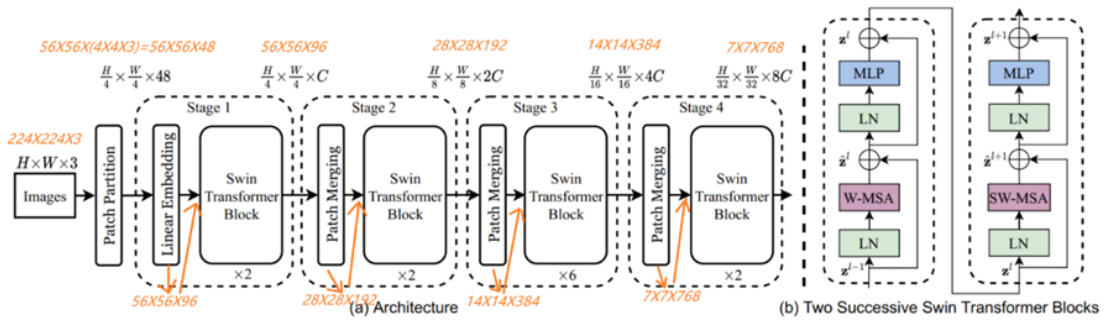 56X56X(4X4X3)=56X56X48
56X56X96
28X28X192
14X14X384
7X7X768
H/4 × W/4 × 48
H/4 × W/4 × C
H/8 × W/8 × 2C
H/16 × W/16 × 4C
H/32 × W/32 × 8C
224X224X3
H×W×3
Images
Patch Partition
Stage 1
Linear Embedding
Swin
Transformer
Block
×2
56X56X96
Stage 2
Patch Merging
Swin
Transformer
Block
×2
28X28X192
Stage 3
Patch Merging
Swin
Transformer
Block
×6
14X14X384
Stage 4
Patch Merging
Swin
Transformer
Block
×2
7X7X768
(a) Architecture
z^l
MLP
LN
ẑ^l
W-MSA
LN
z^{l-1}
z^{l+1}
MLP
LN
ẑ^{l+1}
SW-MSA
LN
z^l
(b) Two Successive Swin Transformer Blocks